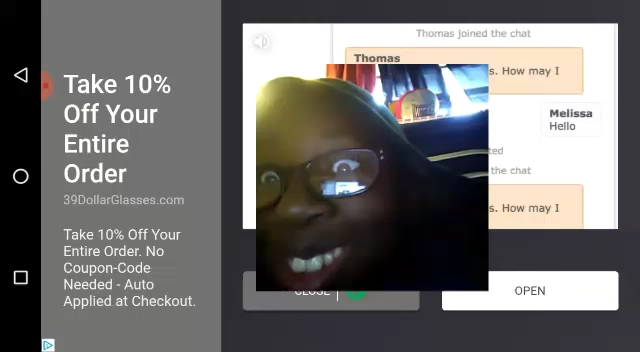 Take 10%
Off Your
Entire
Order
39DollarGlasses.com
Take 10% Off Your
Entire Order. No
Coupon-Code
Needed - Auto
Applied at Checkout.
Thomas joined the chat
Thomas
s. How may I
Melissa
Hello
the chat
s. How may I
CLOSE
OPEN